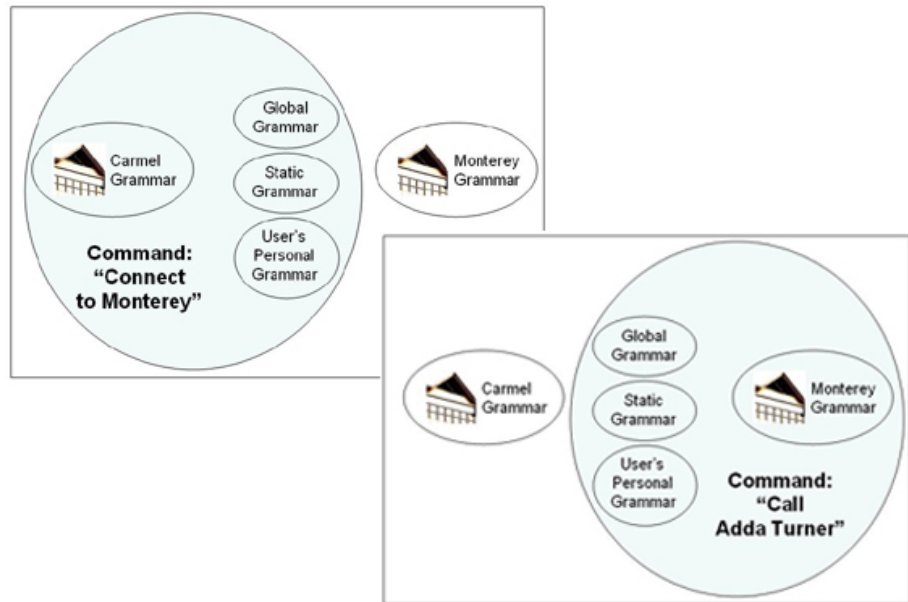 Global
Grammar
Carmel
Grammar
Static
Grammar
Monterey
Grammar
User's
Personal
Grammar
Command:
“Connect
to Monterey”
Global
Grammar
Carmel
Grammar
Static
Grammar
Monterey
Grammar
User's
Personal
Grammar
Command:
“Call
Adda Turner”